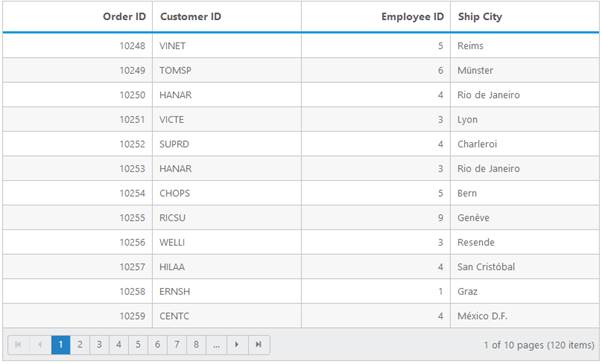 Order ID Customer ID Employee ID Ship City
10248 VINET 5 Reims
10249 TOMSP 6 Münster
10250 HANAR 4 Rio de Janeiro
10251 VICTE 3 Lyon
10252 SUPRD 4 Charleroi
10253 HANAR 3 Rio de Janeiro
10254 CHOPS 5 Bern
10255 RICSU 9 Genève
10256 WELLI 3 Resende
10257 HILAA 4 San Cristóbal
10258 ERNSH 1 Graz
10259 CENTC 4 México D.F.
1 2 3 4 5 6 7 8 ... 1 of 10 pages (120 items)